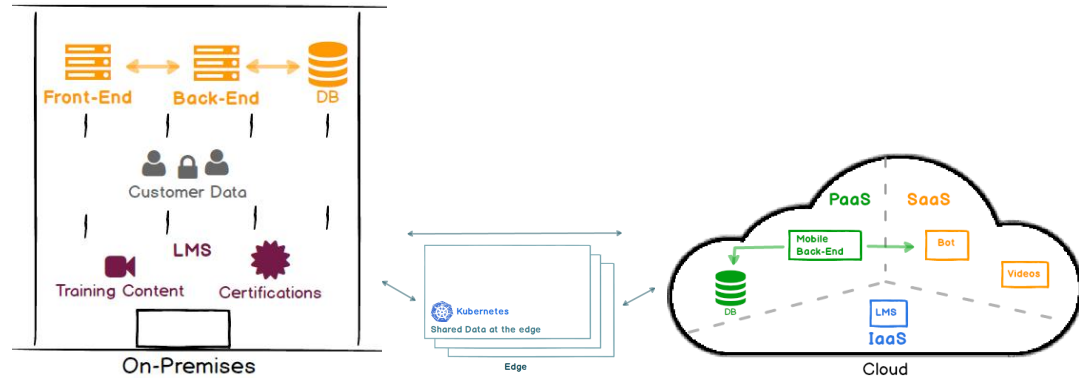 Front-End
Back-End
DB
Customer Data
LMS
Training Content
Certifications
On-Premises
Kubernetes
Shared Data at the edge
Edge
PaaS
SaaS
Mobile
Back-End
Bot
Videos
DB
LMS
IaaS
Cloud